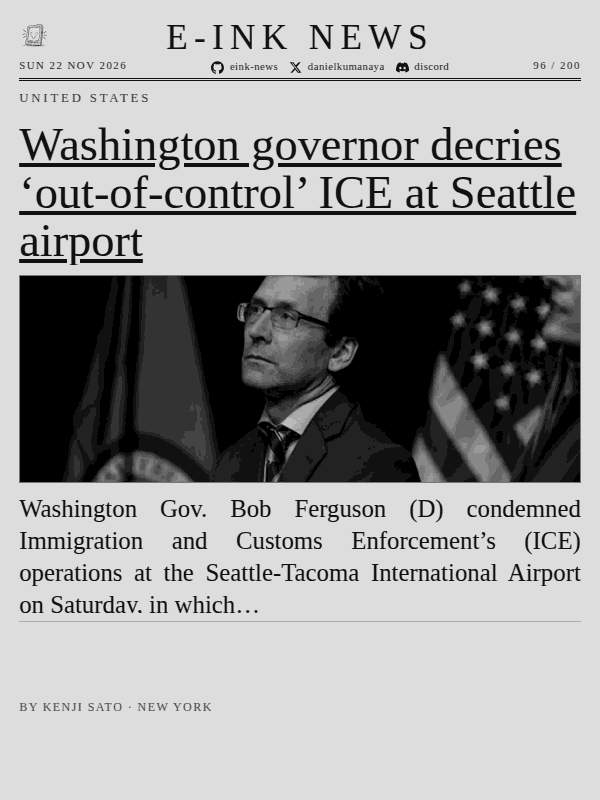 E-INK NEWS
SUN 22 NOV 2026
eink-news danielkumanaya discord
96 / 200
UNITED STATES
Washington governor decries
‘out-of-control’ ICE at Seattle
airport
Washington Gov. Bob Ferguson (D) condemned
Immigration and Customs Enforcement’s (ICE)
operations at the Seattle-Tacoma International Airport
on Saturday, in which…
BY KENJI SATO · NEW YORK